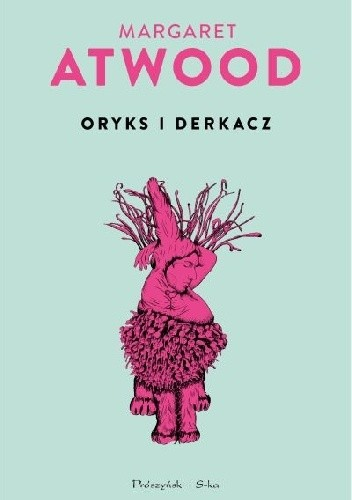 MARGARET
ATWOOD
ORYKS I DERKACZ
Prószyński i S-ka